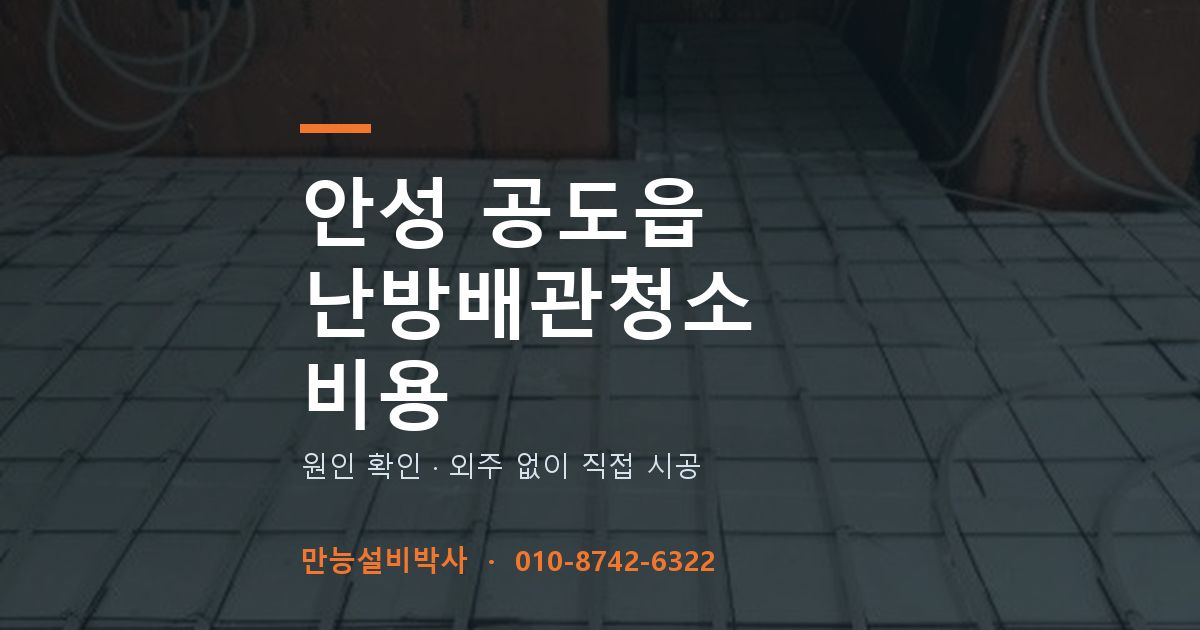 안성 공도읍
난방배관청소
비용
원인 확인 · 외주 없이 직접 시공
만능설비박사 · 010-8742-6322